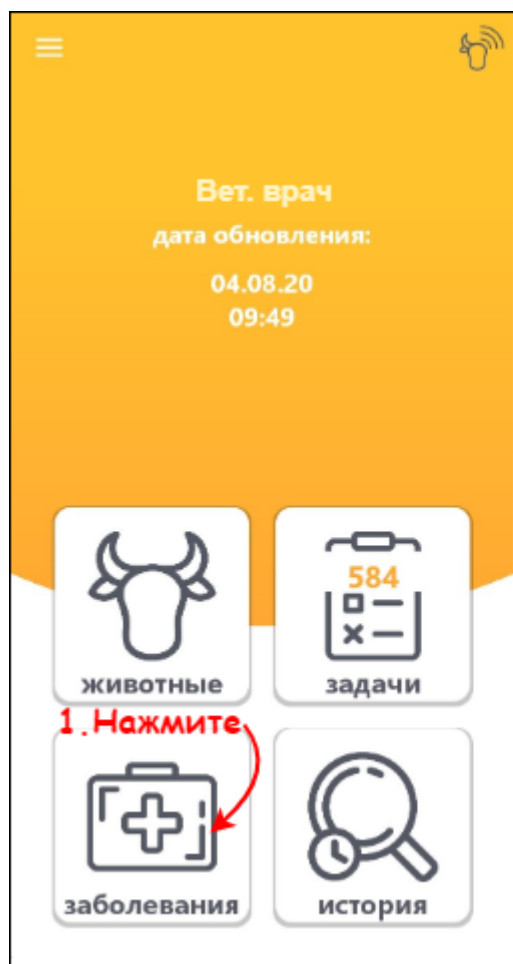 Вет. врач
дата обновления:
04.08.20
09:49
584
животные
задачи
1.Нажмите
заболевания
история